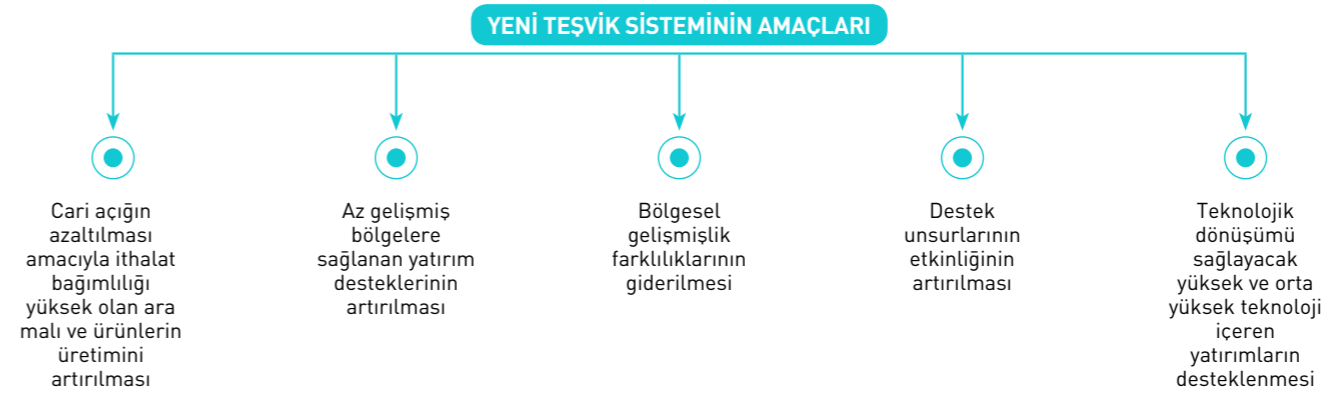 YENİ TEŞVİK SİSTEMİNİN AMAÇLARI
Cari açığın
azaltılması
amacıyla ithalat
bağımlılığı
yüksek olan ara
malı ve ürünlerin
üretimini
artırılması
Az gelişmiş
bölgelere
sağlanan yatırım
desteklerinin
artırılması
Bölgesel
gelişmişlik
farklılıklarının
giderilmesi
Destek
unsurlarının
etkinliğinin
artırılması
Teknolojik
dönüşümü
sağlayacak
yüksek ve orta
yüksek teknoloji
içeren
yatırımların
desteklenmesi